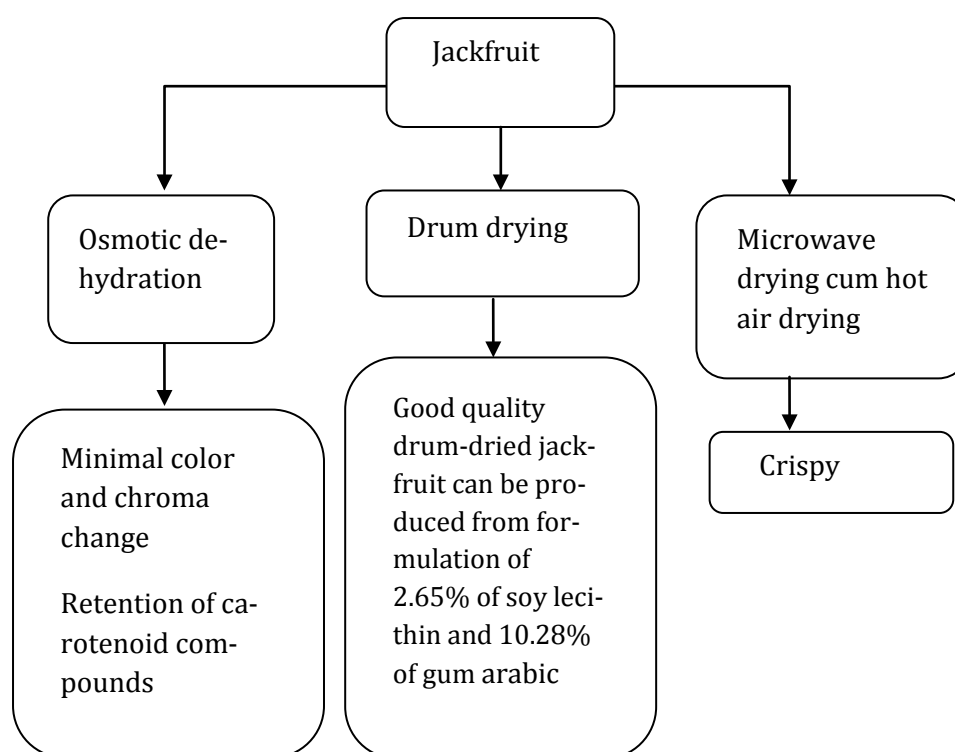 Jackfruit
Osmotic de-
hydration
Drum drying
Microwave
drying cum hot
air drying
Minimal color
and chroma
change
Retention of ca-
rotenoid com-
pounds
Good quality
drum-dried jack-
fruit can be pro-
duced from for-
mulation of
2.65% of soy leci-
thin and 10.28%
of gum arabic
Crispy